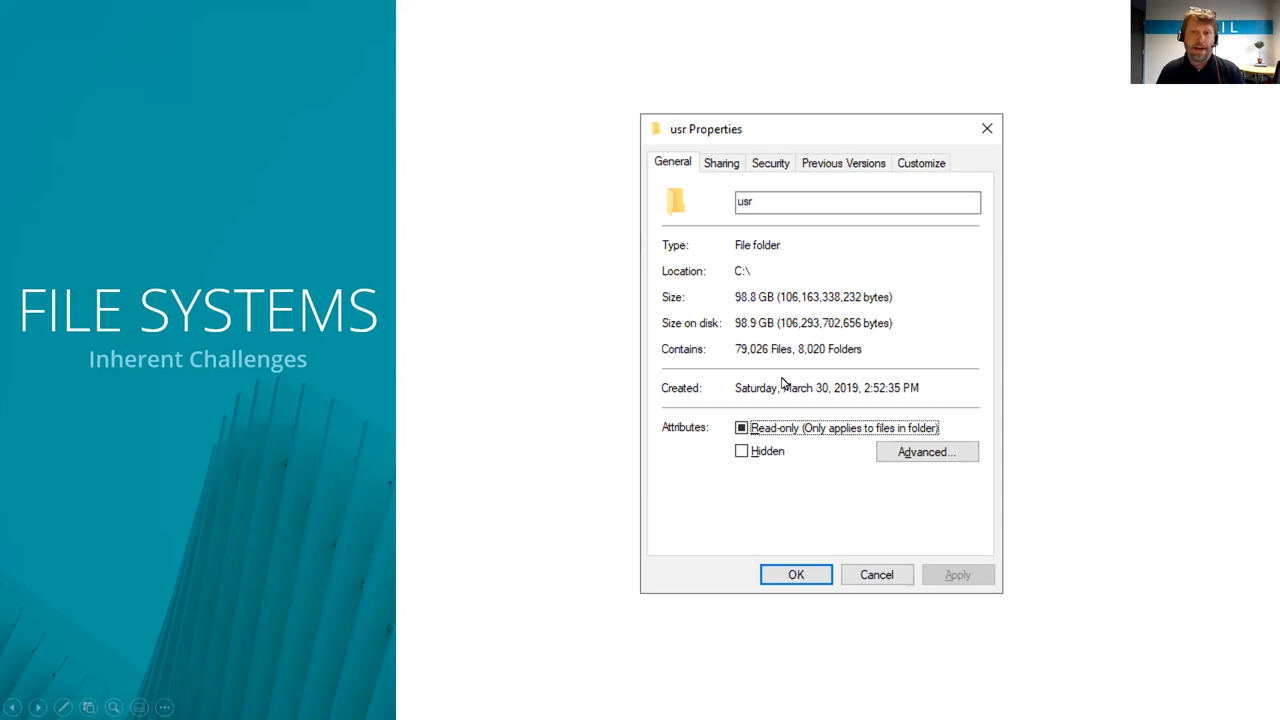 FILE SYSTEMS
Inherent Challenges
usr Properties
General Sharing Security Previous Versions Customize
usr
Type: File folder
Location: C:\
Size: 98.8 GB (106,163,338,232 bytes)
Size on disk: 98.9 GB (106,293,702,656 bytes)
Contains: 79,026 Files, 8,020 Folders
Created: Saturday, March 30, 2019, 2:52:35 PM
Attributes: Read-only (Only applies to files in folder)
Hidden Advanced...
OK Cancel Apply